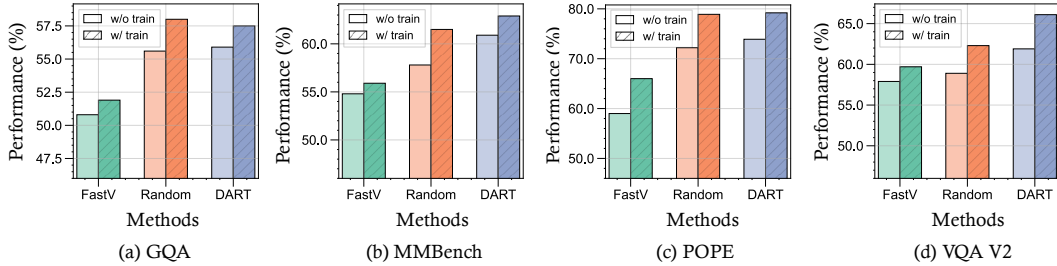 Performance (%)
57.5
55.0
52.5
50.0
47.5
w/o train
w/ train
FastV Random DART
Methods
(a) GQA
Performance (%)
60.0
55.0
50.0
w/o train
w/ train
FastV Random DART
Methods
(b) MMBench
Performance (%)
80.0
70.0
60.0
50.0
w/o train
w/ train
FastV Random DART
Methods
(c) POPE
Performance (%)
65.0
60.0
55.0
50.0
w/o train
w/ train
FastV Random DART
Methods
(d) VQA V2